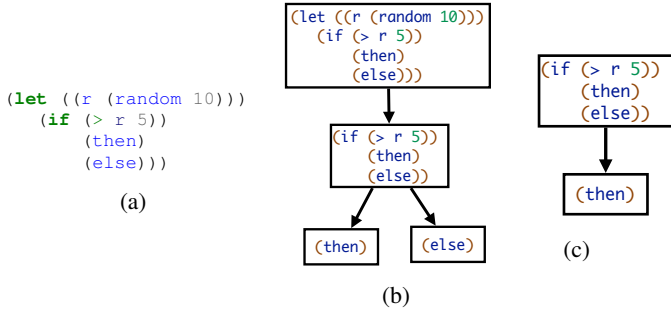 (let ((r (random 10)))
(if (> r 5))
(then)
(else)))
(a)
(let ((r (random 10)))
(if (> r 5))
(then)
(else)))
(if (> r 5))
(then)
(else))
(then)
(else)
(b)
(if (> r 5))
(then)
(else))
(then)
(c)